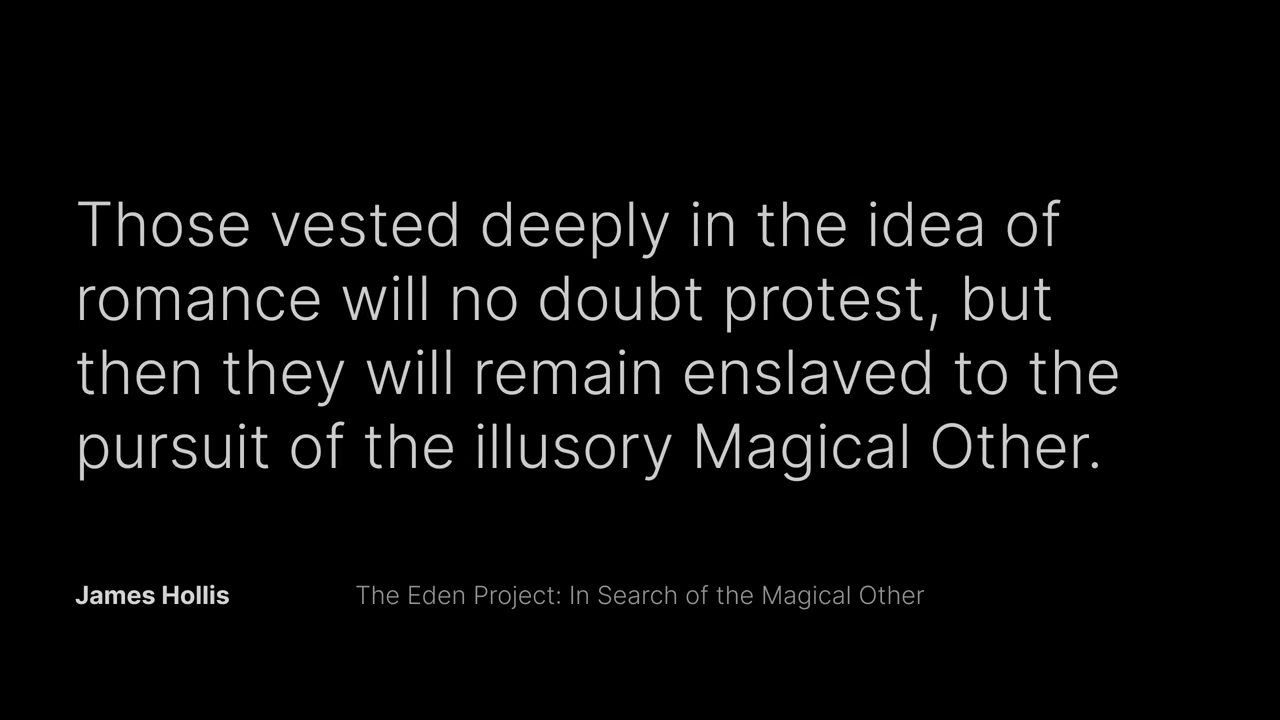 Those vested deeply in the idea of
romance will no doubt protest, but
then they will remain enslaved to the
pursuit of the illusory Magical Other.
James Hollis The Eden Project: In Search of the Magical Other